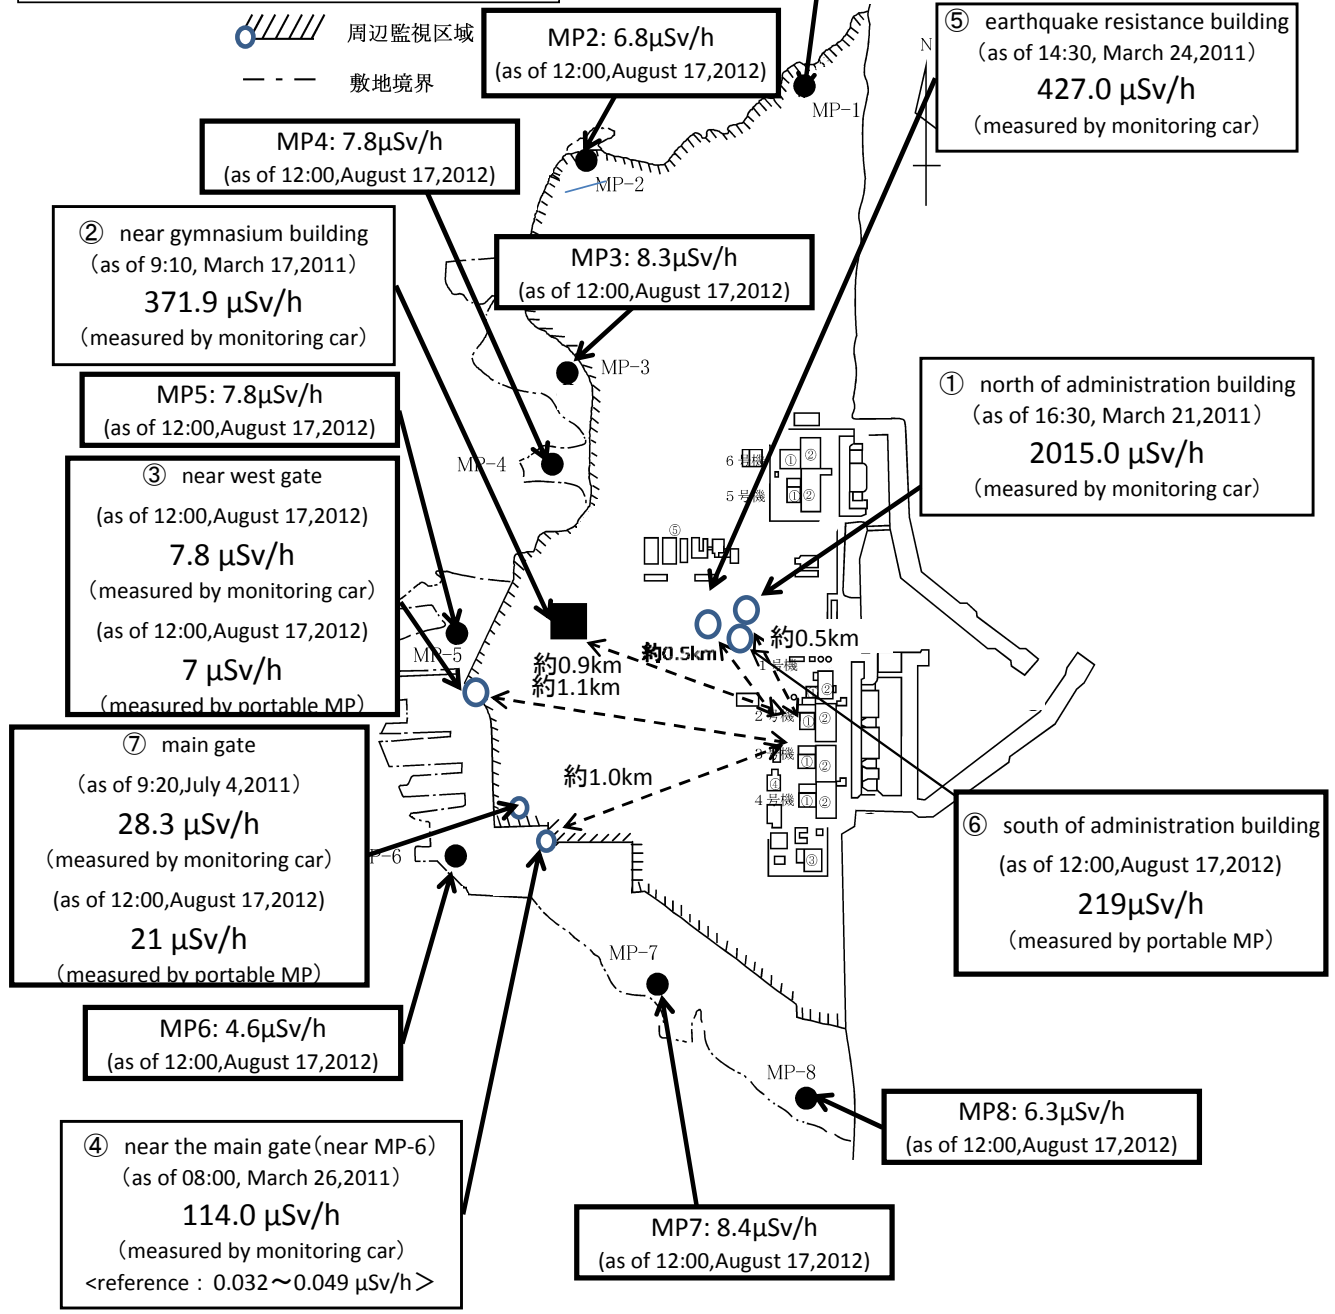 周辺監視区域
敷地境界
MP2: 6.8μSv/h
(as of 12:00,August 17,2012)
⑤ earthquake resistance building
（as of 14:30, March 24,2011）
427.0 μSv/h
（measured by monitoring car）
N
MP-1
MP4: 7.8μSv/h
(as of 12:00,August 17,2012)
MP-2
② near gymnasium building
（as of 9:10, March 17,2011）
371.9 μSv/h
（measured by monitoring car）
MP3: 8.3μSv/h
(as of 12:00,August 17,2012)
MP-3
① north of administration building
（as of 16:30, March 21,2011）
2015.0 μSv/h
（measured by monitoring car）
MP5: 7.8μSv/h
(as of 12:00,August 17,2012)
MP-4
6号機
① ②
5号機
① ②
⑤
③ near west gate
(as of 12:00,August 17,2012)
7.8 μSv/h
（measured by monitoring car）
(as of 12:00,August 17,2012)
7 μSv/h
(measured by portable MP)
MP-5
約0.9km
約1.1km
約0.5km
約0.5km
1号機
②
2号機
① ②
3号機
① ②
④
4号機
① ②
③
約1.0km
⑦ main gate
(as of 9:20,July 4,2011)
28.3 μSv/h
（measured by monitoring car）
(as of 12:00,August 17,2012)
21 μSv/h
（measured by portable MP）
P-6
⑥ south of administration building
(as of 12:00,August 17,2012)
219μSv/h
（measured by portable MP）
MP-7
MP6: 4.6μSv/h
(as of 12:00,August 17,2012)
MP-8
MP8: 6.3μSv/h
(as of 12:00,August 17,2012)
④ near the main gate（near MP-6）
（as of 08:00, March 26,2011）
114.0 μSv/h
（measured by monitoring car）
<reference : 0.032～0.049 μSv/h＞
MP7: 8.4μSv/h
(as of 12:00,August 17,2012)